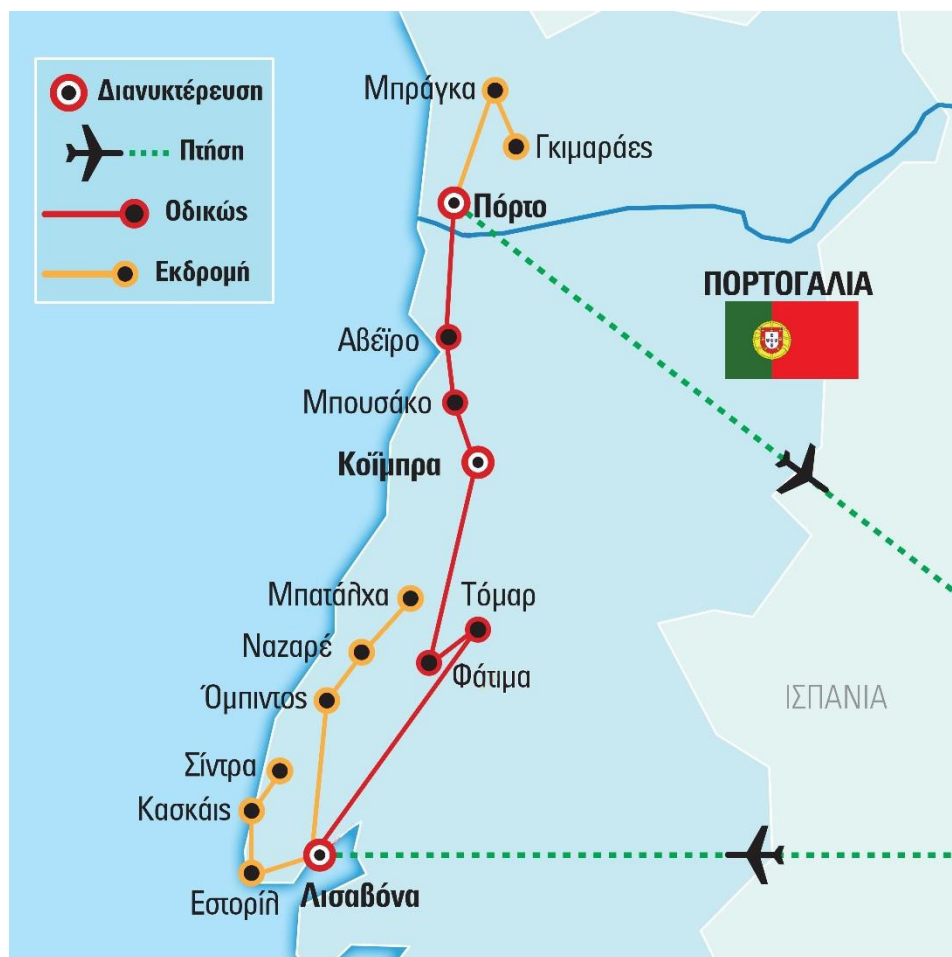 Διανυκτέρευση
Πτήση
Οδικώς
Εκδρομή
Μπράγκα
Γκιμαράες
Πόρτο
ΠΟΡΤΟΓΑΛΙΑ
Αβέϊρο
Μπουσάκο
Κοΐμπρα
Μπατάλχα
Τόμαρ
Ναζαρέ
Φάτιμα
Όμπιντος
ΙΣΠΑΝΙΑ
Σίντρα
Κασκάις
Εστορίλ
Λισαβόνα